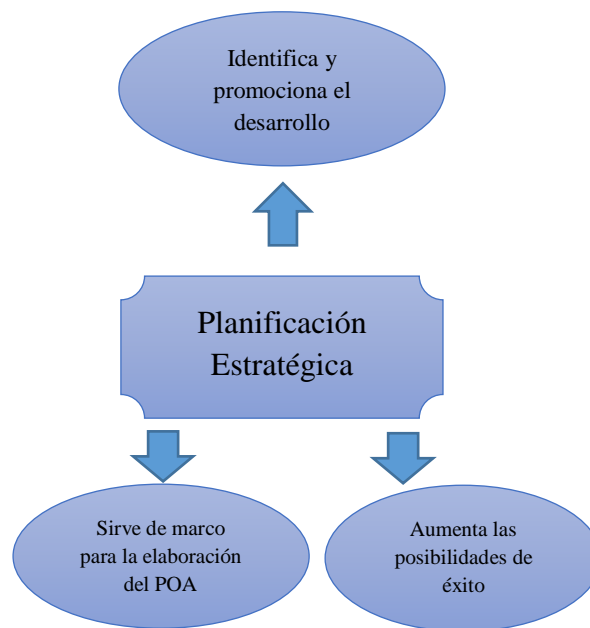 Identifica y
promociona el
desarrollo
Planificación
Estratégica
Sirve de marco
para la elaboración
del POA
Aumenta las
posibilidades de
éxito